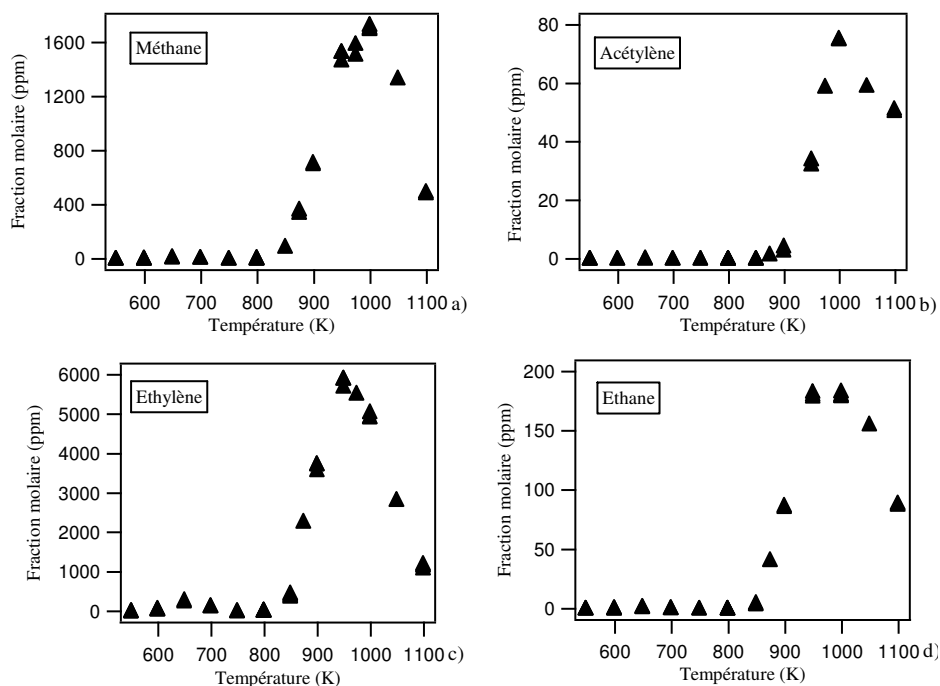 Méthane
Fraction molaire (ppm)
1600
1200
800
400
0
600 700 800 900 1000 1100 a)
Température (K)
Acétylène
Fraction molaire (ppm)
80
60
40
20
0
600 700 800 900 1000 1100 b)
Température (K)
Ethylène
Fraction molaire (ppm)
6000
5000
4000
3000
2000
1000
0
600 700 800 900 1000 1100 c)
Température (K)
Ethane
Fraction molaire (ppm)
200
150
100
50
0
600 700 800 900 1000 1100 d)
Température (K)